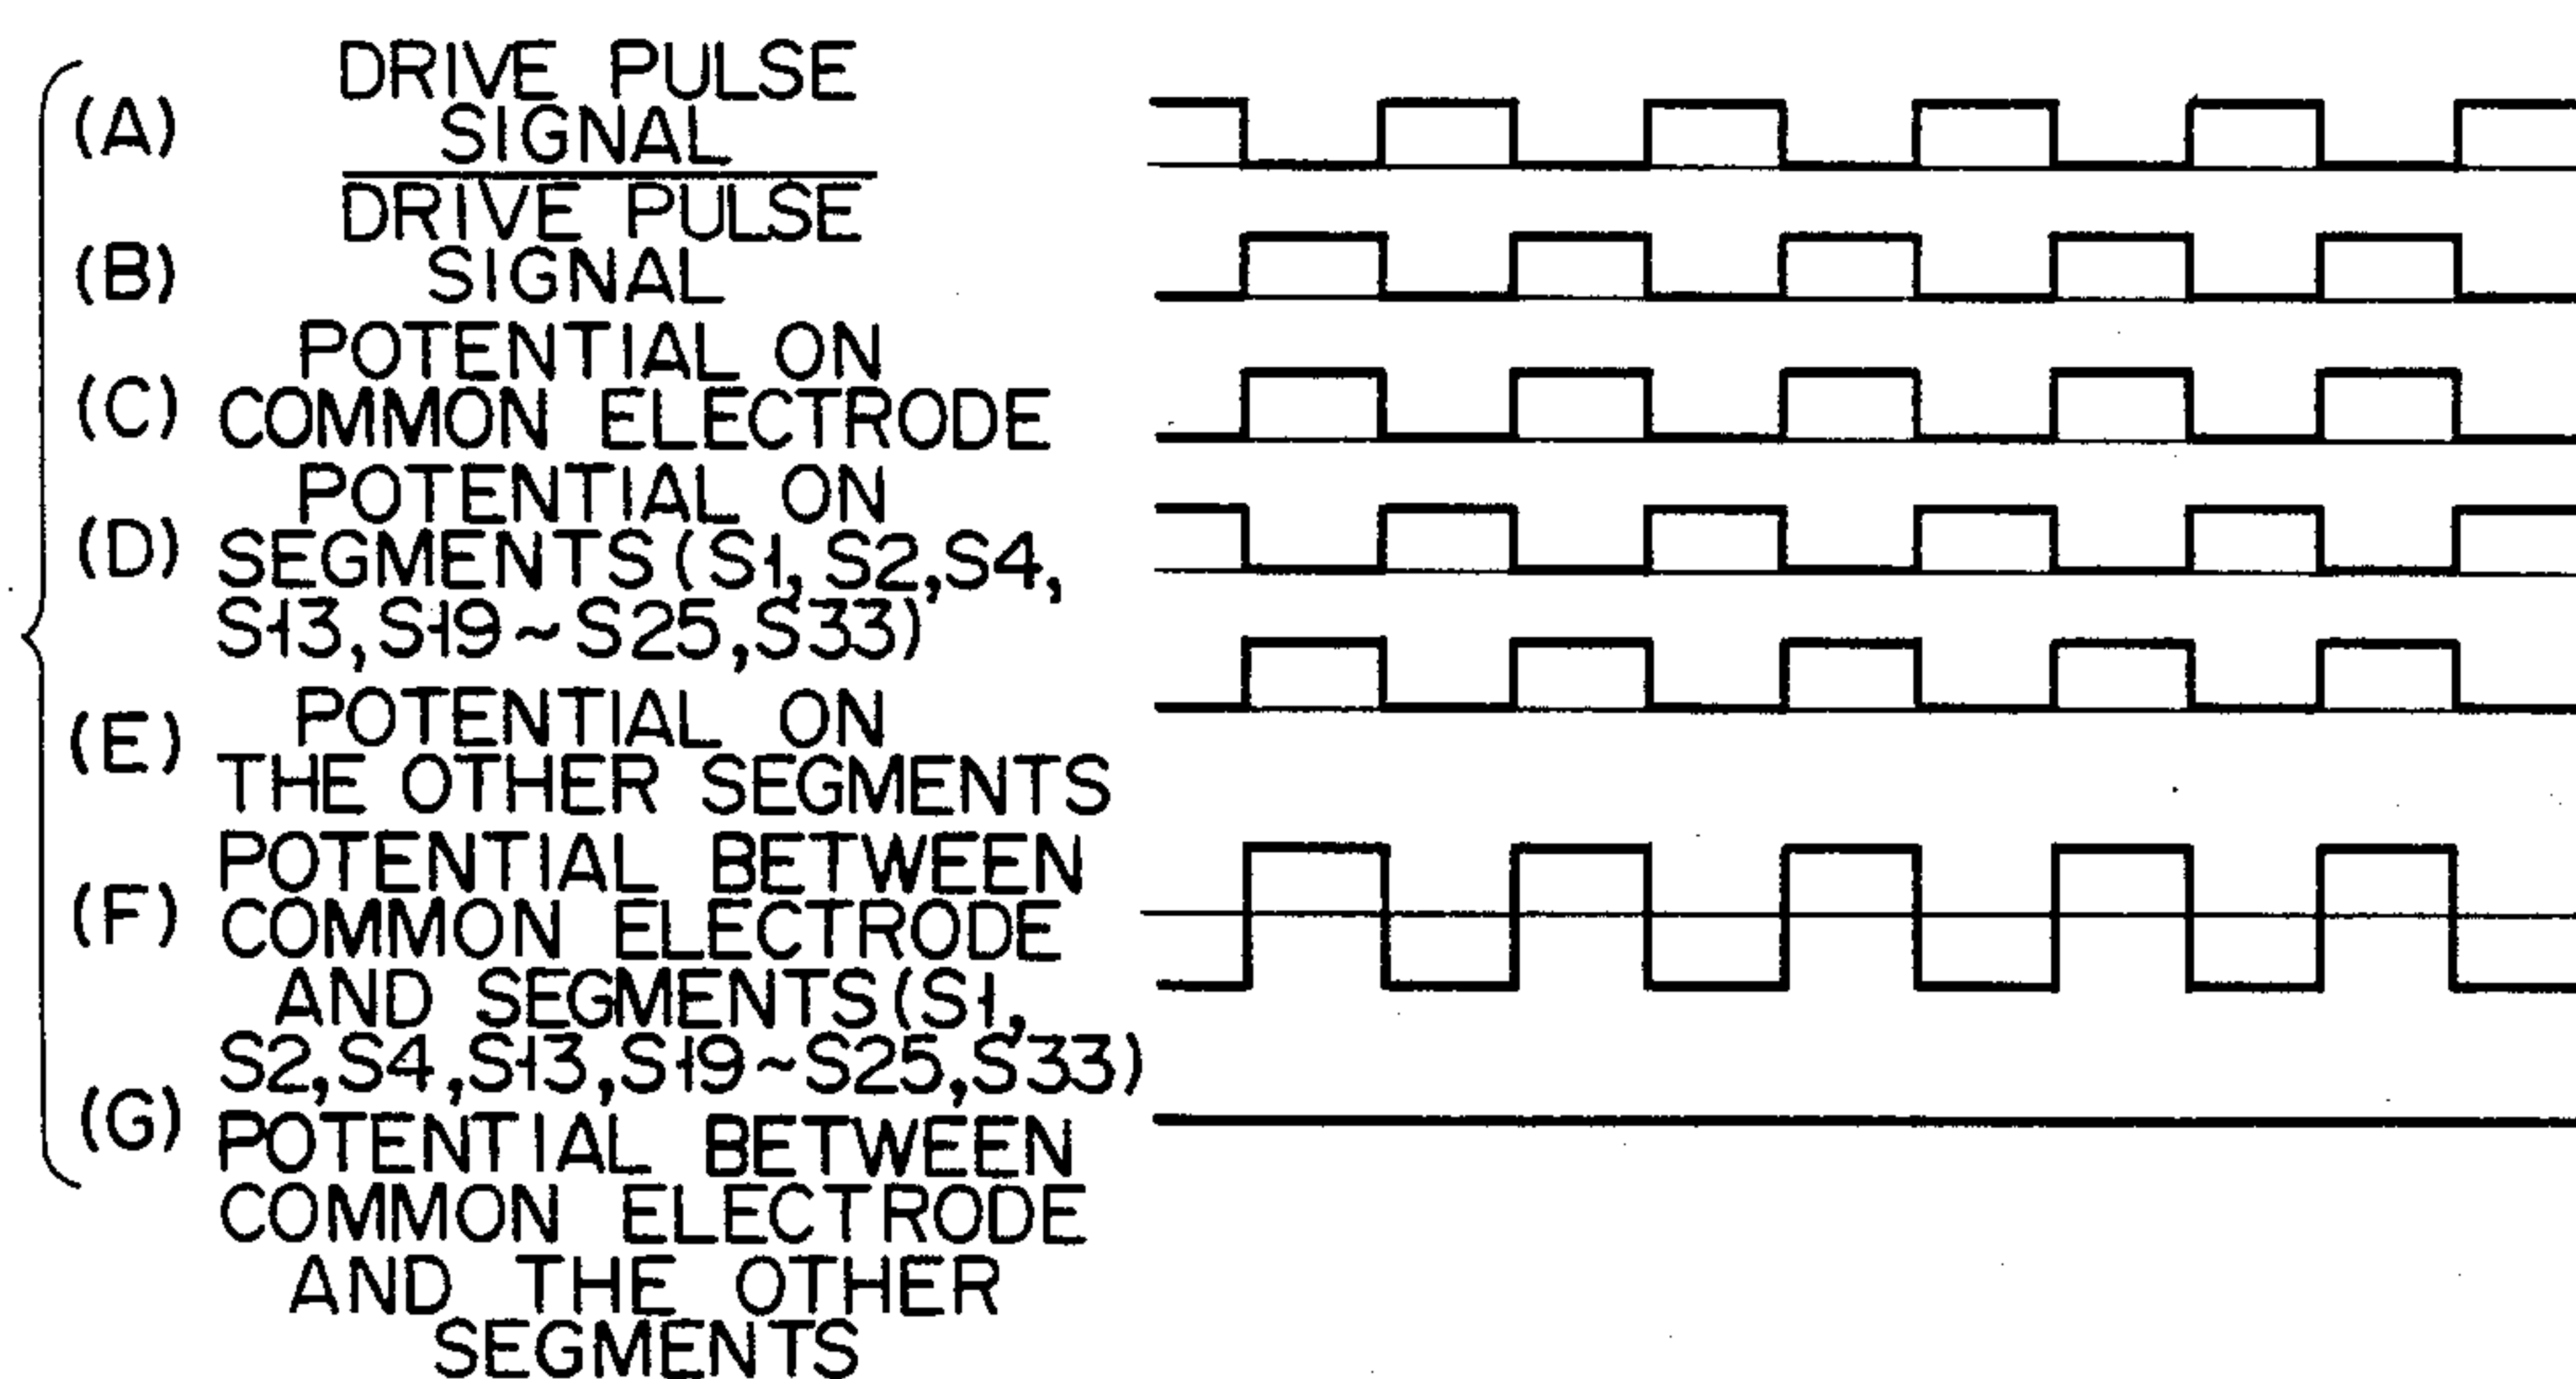 DRIVE PULSE
(A) SIGNAL
DRIVE PULSE
(B) SIGNAL
POTENTIAL ON
(C) COMMON ELECTRODE
POTENTIAL ON
(D) SEGMENTS (S1, S2, S4,
S13, S19~S25, S33)
POTENTIAL ON
(E) THE OTHER SEGMENTS
POTENTIAL BETWEEN
(F) COMMON ELECTRODE
AND SEGMENTS (S1,
S2, S4, S13, S19~S25, S33)
(G) POTENTIAL BETWEEN
COMMON ELECTRODE
AND THE OTHER
SEGMENTS